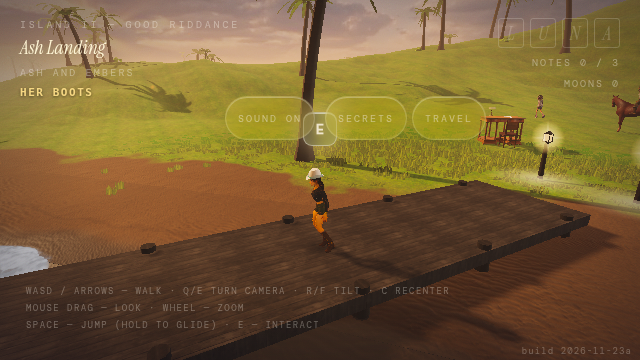 ISLAND II — GOOD RIDDANCE
Ash Landing
ASH AND EMBERS
HER BOOTS
LUNA
NOTES 0 / 3
MOONS 0
SOUND ON
SECRETS
TRAVEL
E
WASD / ARROWS — WALK · Q/E TURN CAMERA · R/F TILT · C RECENTER
MOUSE DRAG — LOOK · WHEEL — ZOOM
SPACE — JUMP (HOLD TO GLIDE) · E — INTERACT
build 2026-11-23a